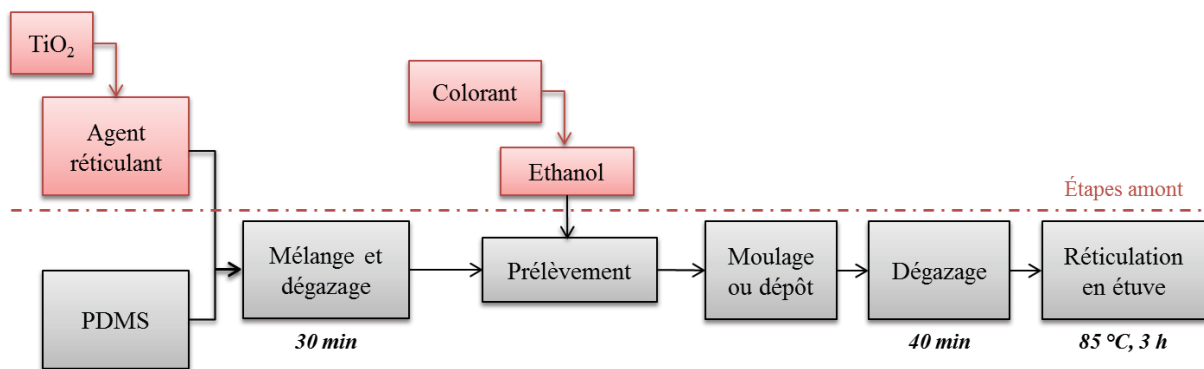 TiO₂
Colorant
Agent
réticulant
Ethanol
Étapes amont
PDMS
Mélange et
dégazage
30 min
Prélèvement
Moulage
ou dépôt
Dégazage
40 min
Réticulation
en étuve
85 °C, 3 h